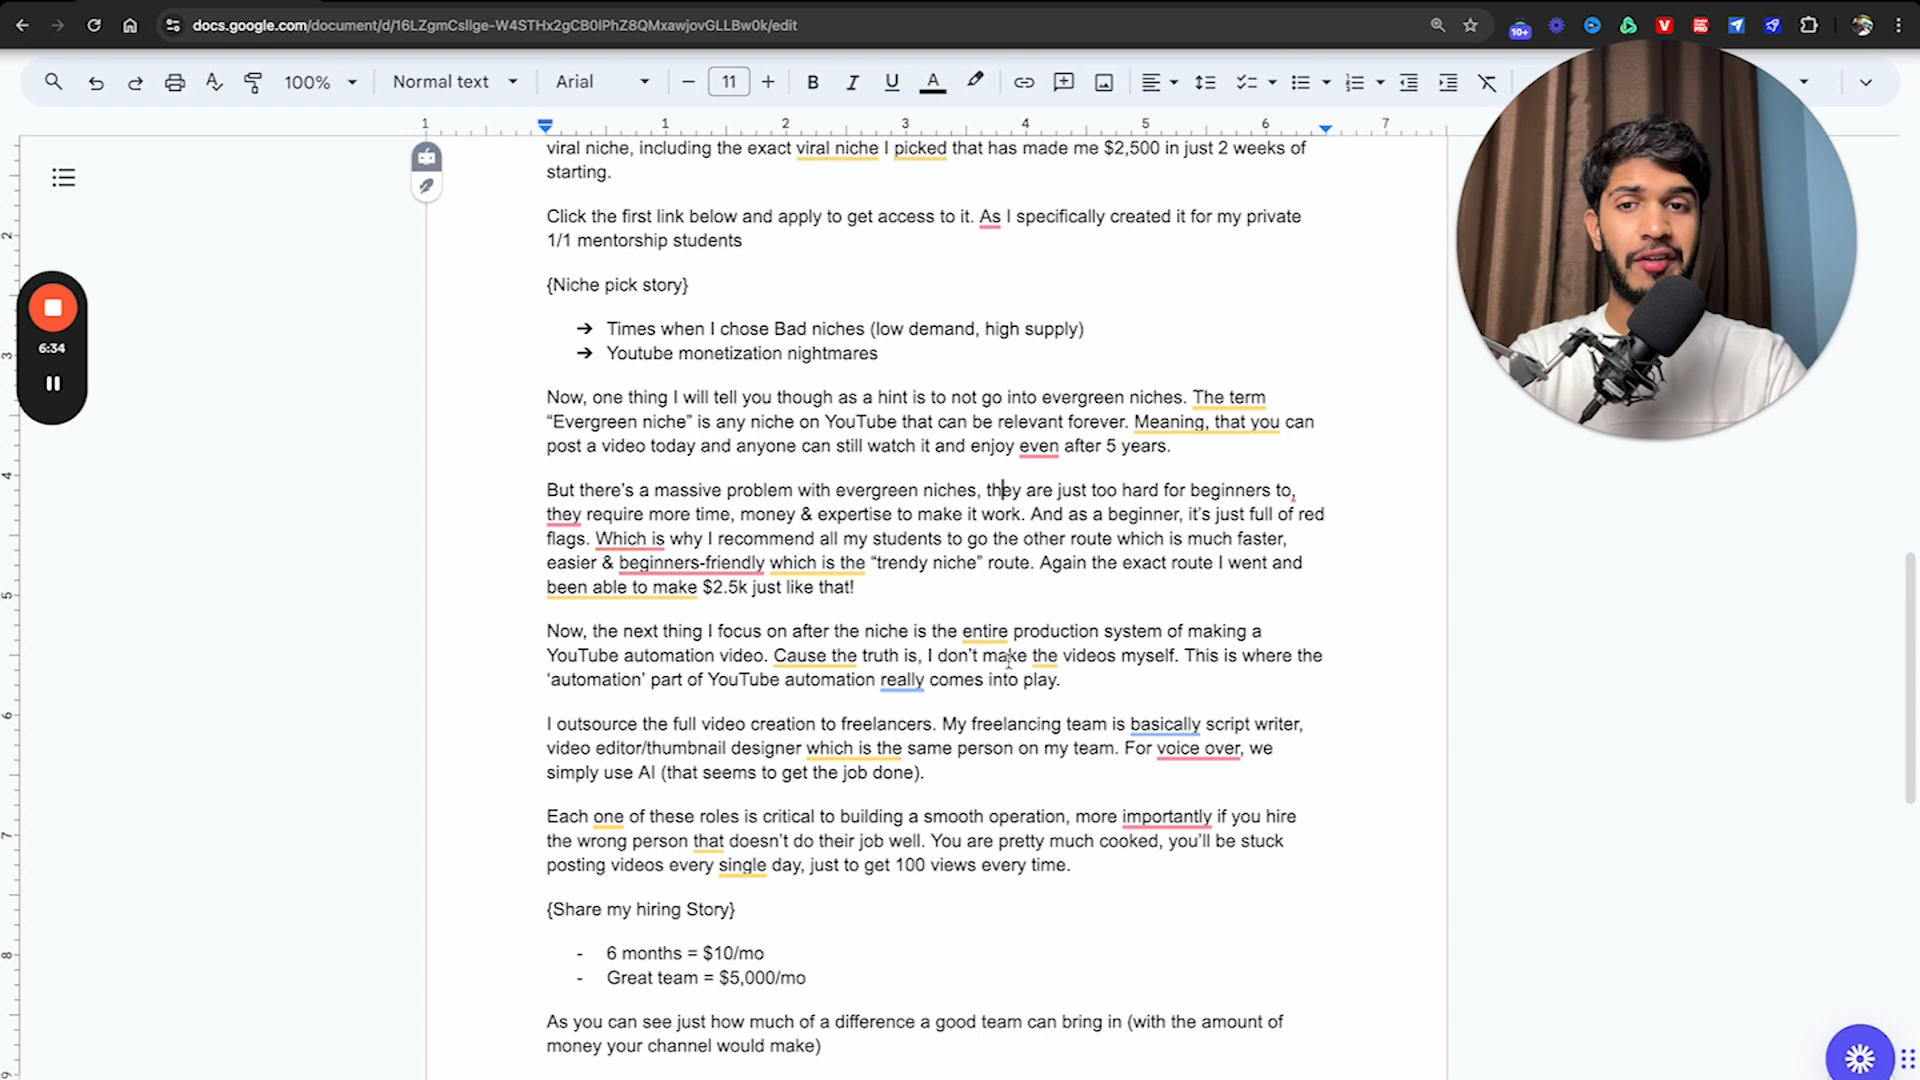 docs.google.com/document/d/16LZgmCsIlge-W4STHx2gCB0lPhZ8QMxawjovGLLBw0k/edit
10+
100%
Normal text
Arial
11
1
1
2
3
4
5
6
7
viral niche, including the exact viral niche I picked that has made me $2,500 in just 2 weeks of
starting.
Click the first link below and apply to get access to it. As I specifically created it for my private
1/1 mentorship students
{Niche pick story}
➔ Times when I chose Bad niches (low demand, high supply)
➔ Youtube monetization nightmares
6:34
Now, one thing I will tell you though as a hint is to not go into evergreen niches. The term
“Evergreen niche” is any niche on YouTube that can be relevant forever. Meaning, that you can
post a video today and anyone can still watch it and enjoy even after 5 years.
But there’s a massive problem with evergreen niches, they are just too hard for beginners to,
they require more time, money & expertise to make it work. And as a beginner, it’s just full of red
flags. Which is why I recommend all my students to go the other route which is much faster,
easier & beginners-friendly which is the “trendy niche” route. Again the exact route I went and
been able to make $2.5k just like that!
Now, the next thing I focus on after the niche is the entire production system of making a
YouTube automation video. Cause the truth is, I don’t make the videos myself. This is where the
‘automation’ part of YouTube automation really comes into play.
I outsource the full video creation to freelancers. My freelancing team is basically script writer,
video editor/thumbnail designer which is the same person on my team. For voice over, we
simply use AI (that seems to get the job done).
Each one of these roles is critical to building a smooth operation, more importantly if you hire
the wrong person that doesn’t do their job well. You are pretty much cooked, you’ll be stuck
posting videos every single day, just to get 100 views every time.
{Share my hiring Story}
- 6 months = $10/mo
- Great team = $5,000/mo
As you can see just how much of a difference a good team can bring in (with the amount of
money your channel would make)
2
3
4
5
6
7
8
9